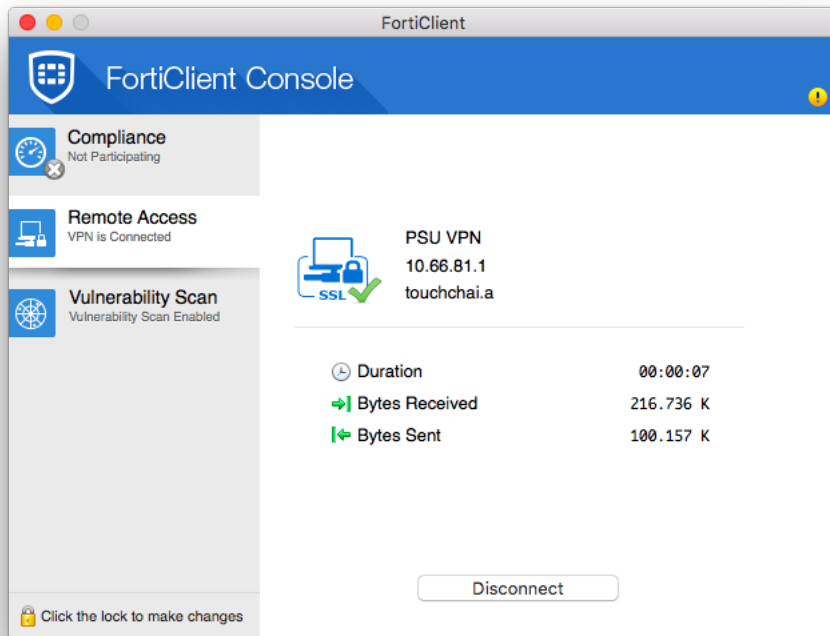 FortiClient
FortiClient Console
Compliance
Not Participating
Remote Access
VPN is Connected
Vulnerability Scan
Vulnerability Scan Enabled
SSL
PSU VPN
10.66.81.1
touchchai.a
Duration 00:00:07
Bytes Received 216.736 K
Bytes Sent 100.157 K
Disconnect
Click the lock to make changes